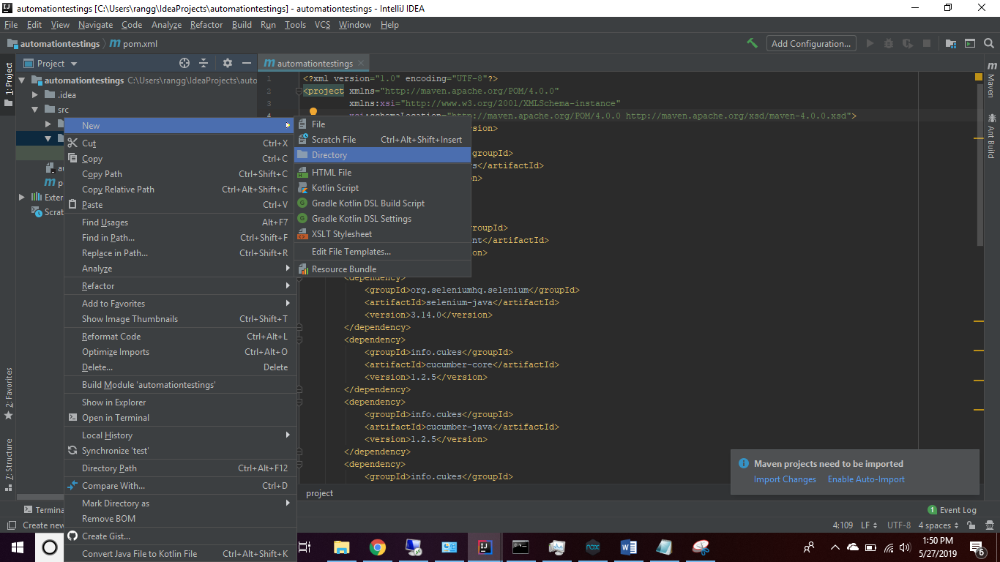 automationtestings [C:\Users\rangg\IdeaProjects\automationtestings] - automationtestings - IntelliJ IDEA
File Edit View Navigate Code Analyze Refactor Build Run Tools VCS Window Help
automationtestings pom.xml
Add Configuration...
Project
automationtestings
1: Project
2: Favorites
7: Structure
Maven
Ant Build
automationtestings C:\Users\rangg\IdeaProjects\auto
.idea
src
Exter
Scrat
New
Cut Ctrl+X
Copy Ctrl+C
Copy Path Ctrl+Shift+C
Copy Relative Path Ctrl+Alt+Shift+C
Paste Ctrl+V
Find Usages Alt+F7
Find in Path... Ctrl+Shift+F
Replace in Path... Ctrl+Shift+R
Analyze
Refactor
Add to Favorites
Show Image Thumbnails Ctrl+Shift+T
Reformat Code Ctrl+Alt+L
Optimize Imports Ctrl+Alt+O
Delete... Delete
Build Module 'automationtestings'
Show in Explorer
Open in Terminal
Local History
Synchronize 'test'
Directory Path Ctrl+Alt+F12
Compare With... Ctrl+D
Mark Directory as
Remove BOM
Create Gist...
Convert Java File to Kotlin File Ctrl+Alt+Shift+K
File
Scratch File Ctrl+Alt+Shift+Insert
Directory
HTML File
Kotlin Script
Gradle Kotlin DSL Build Script
Gradle Kotlin DSL Settings
XSLT Stylesheet
Edit File Templates...
Resource Bundle
1 <?xml version="1.0" encoding="UTF-8"?>
2 <project xmlns="http://maven.apache.org/POM/4.0.0"
3 xmlns:xsi="http://www.w3.org/2001/XMLSchema-instance"
4 xsi:schemaLocation="http://maven.apache.org/POM/4.0.0 http://maven.apache.org/xsd/maven-4.0.0.xsd">
sion>
groupId>
s</artifactId>
on>
roupId>
nt</artifactId>
ion>
<dependency>
<groupId>org.seleniumhq.selenium</groupId>
<artifactId>selenium-java</artifactId>
<version>3.14.0</version>
</dependency>
<dependency>
<groupId>info.cukes</groupId>
<artifactId>cucumber-core</artifactId>
<version>1.2.5</version>
</dependency>
<dependency>
<groupId>info.cukes</groupId>
<artifactId>cucumber-java</artifactId>
<version>1.2.5</version>
</dependency>
<dependency>
<groupId>info.cukes</groupId>
project
Maven projects need to be imported
Import Changes Enable Auto-Import
Termina
1 Event Log
Create new
4:109 LF UTF-8 4 spaces
nox
1:50 PM
5/27/2019
6